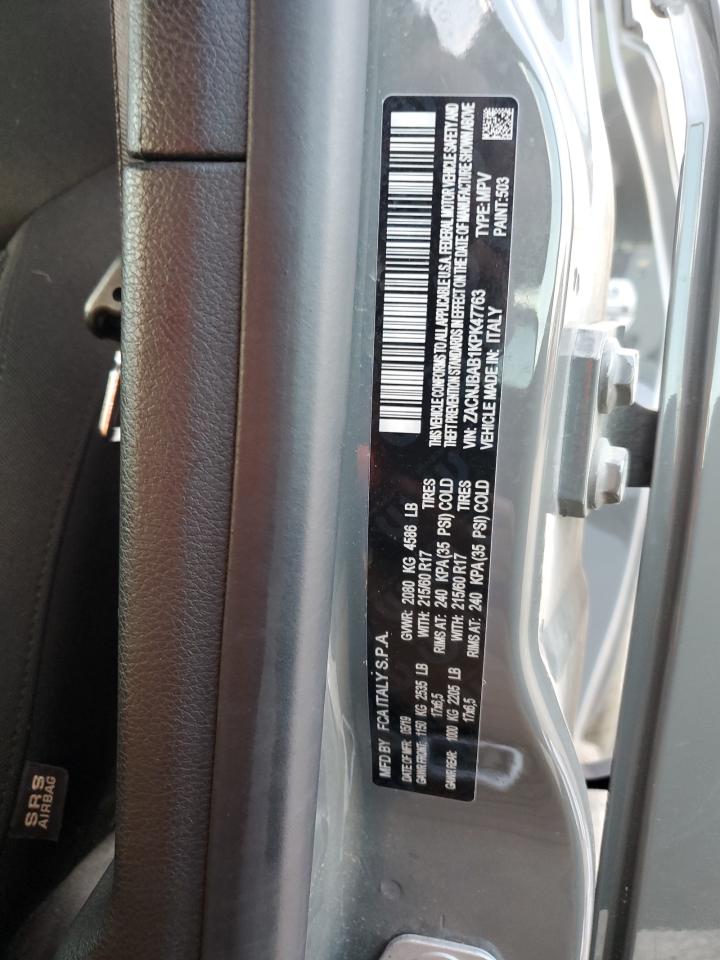 MFD BY FCA ITALY S.P.A.
DATE OF MFR: 05/19 GVWR: 2080 KG 4586 LB
GAWR FRONT: 1150 KG 2535 LB WITH: 215/60 R17 TIRES
17x6,5 RIMS AT: 240 KPA(35 PSI) COLD
GAWR REAR: 1000 KG 2205 LB WITH: 215/60 R17 TIRES
17x6,5 RIMS AT: 240 KPA(35 PSI) COLD
THIS VEHICLE CONFORMS TO ALL APPLICABLE U.S.A. FEDERAL MOTOR VEHICLE SAFETY AND
THEFT PREVENTION STANDARDS IN EFFECT ON THE DATE OF MANUFACTURE SHOWN ABOVE
VIN: ZACNJBAB1KPK47763 TYPE: MPV
VEHICLE MADE IN: ITALY PAINT: 503
SRS
AIRBAG